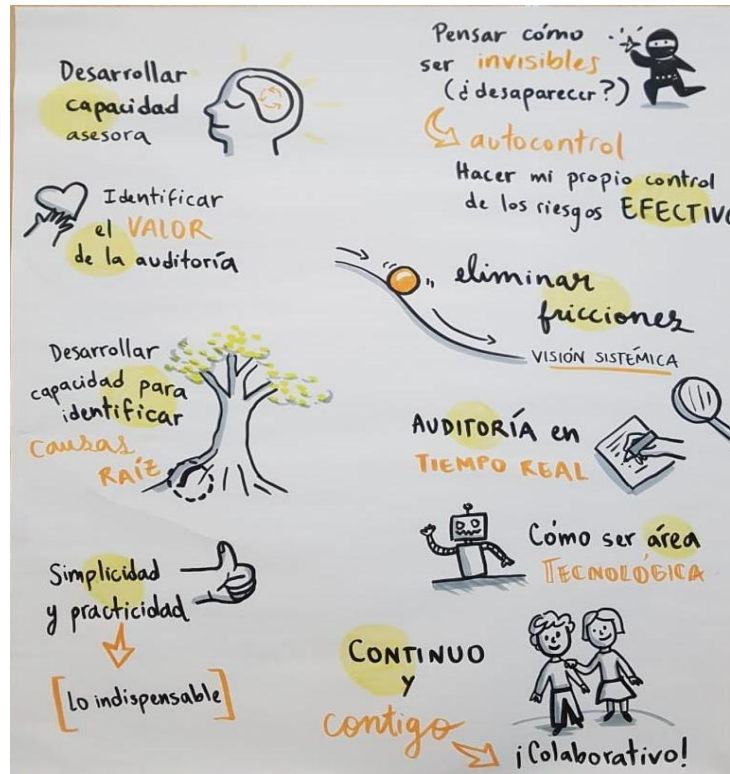 Desarrollar
capacidad
asesora
Identificar
el VALOR
de la auditoría
Desarrollar
capacidad para
identificar
Causas
RAÍZ
Simplicidad
y practicidad
[Lo indispensable]
Pensar cómo
ser invisibles
(¿desaparecer?)
autocontrol
Hacer mi propio control
de los riesgos EFECTIVO
eliminar
fricciones
VISIÓN SISTÉMICA
AUDITORÍA en
TIEMPO REAL
Cómo ser área
TECNOLÓGICA
CONTINUO
Y
contigo
¡Colaborativo!